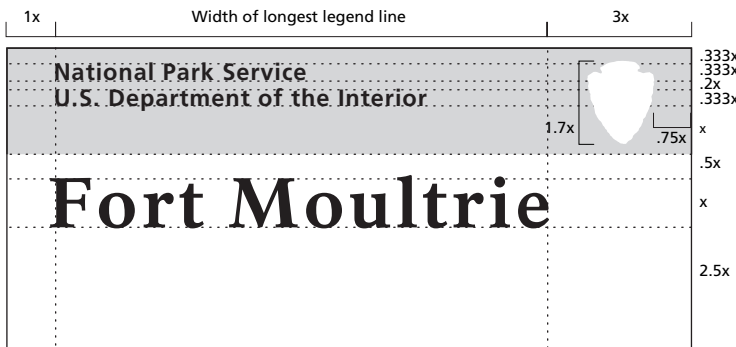 1x Width of longest legend line 3x
National Park Service
U.S. Department of the Interior
.333x
.333x
.2x
.333x
x
1.7x
.75x
.5x
Fort Moultrie
x
2.5x